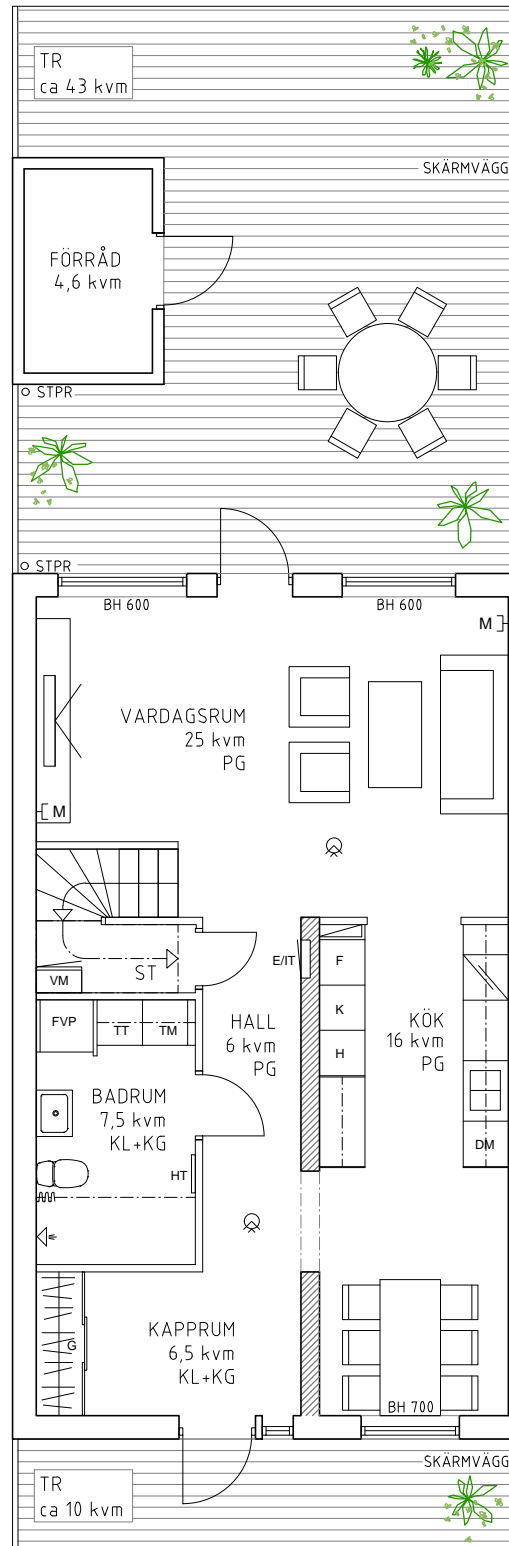 TR
ca 43 kvm
SKÄRMVÄGG
FÖRRÅD
4,6 kvm
STPR
STPR
BH 600
BH 600
M
VARDAGSRUM
25 kvm
PG
M
ST
E/IT
F
VM
K
FVP
TT
TM
HALL
6 kvm
PG
KÖK
16 kvm
PG
H
BADRUM
7,5 kvm
KL+KG
DM
HT
KAPPRUM
6,5 kvm
KL+KG
G
BH 700
SKÄRMVÄGG
TR
ca 10 kvm